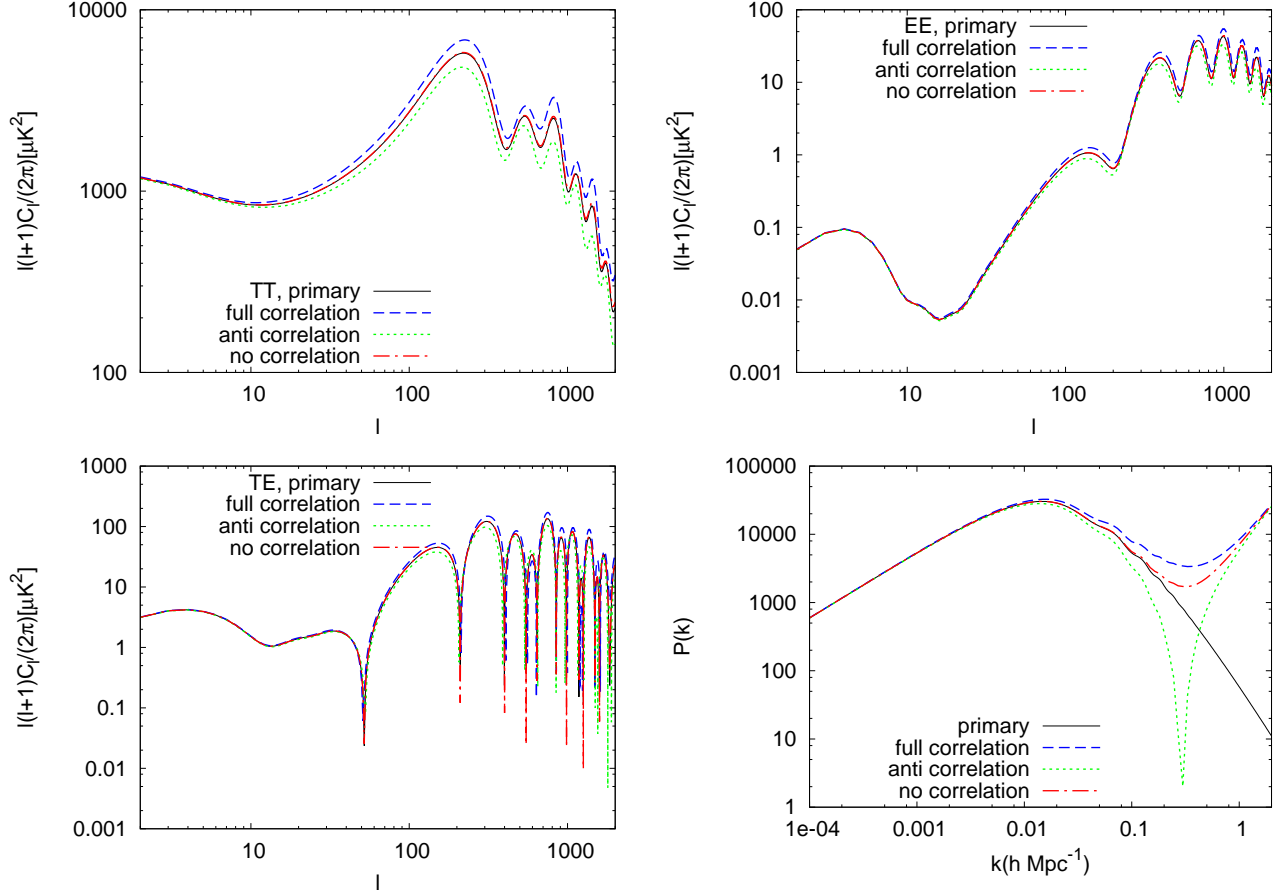 10000
1000
100
10
100
1000
l(l+1)Cl/(2π)[μK2]
l
TT, primary
full correlation
anti correlation
no correlation
100
10
1
0.1
0.01
0.001
10
100
1000
l(l+1)Cl/(2π)[μK2]
l
EE, primary
full correlation
anti correlation
no correlation
1000
100
10
1
0.1
0.01
0.001
10
100
1000
l(l+1)Cl/(2π)[μK2]
l
TE, primary
full correlation
anti correlation
no correlation
100000
10000
1000
100
10
1
1e-04
0.001
0.01
0.1
1
P(k)
k(h Mpc-1)
primary
full correlation
anti correlation
no correlation